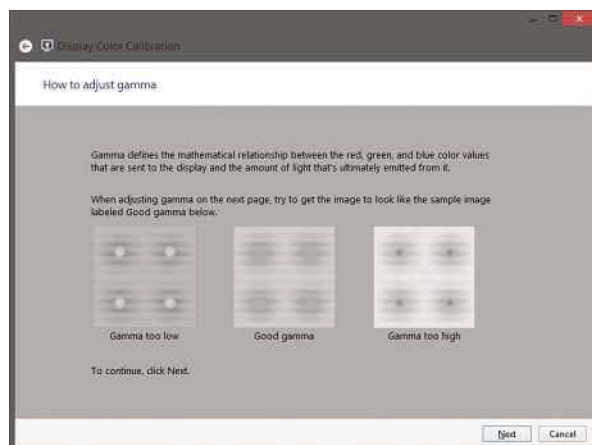 Display Color Calibration
How to adjust gamma
Gamma defines the mathematical relationship between the red, green, and blue color values
that are sent to the display and the amount of light that's ultimately emitted from it.
When adjusting gamma on the next page, try to get the image to look like the sample image
labeled Good gamma below.
Gamma too low
Good gamma
Gamma too high
To continue, click Next.
Next
Cancel